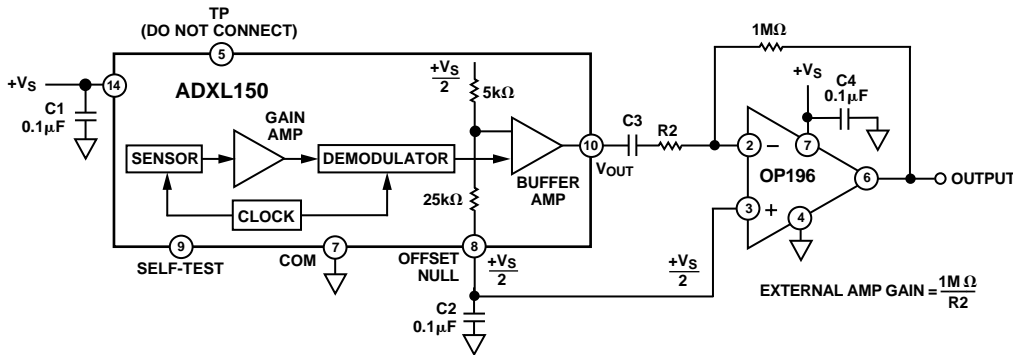 TP
(DO NOT CONNECT)
5
1MΩ
+VS
14
ADXL150
+VS
2
5kΩ
+VS
C4
0.1µF
C1
0.1µF
GAIN
AMP
C3
R2
2
−
7
SENSOR
DEMODULATOR
10
VOUT
OP196
6
OUTPUT
BUFFER
AMP
25kΩ
3
+
4
CLOCK
9
SELF-TEST
COM
7
8
OFFSET
NULL
+VS
2
+VS
2
EXTERNAL AMP GAIN = 1MΩ
R2
C2
0.1µF